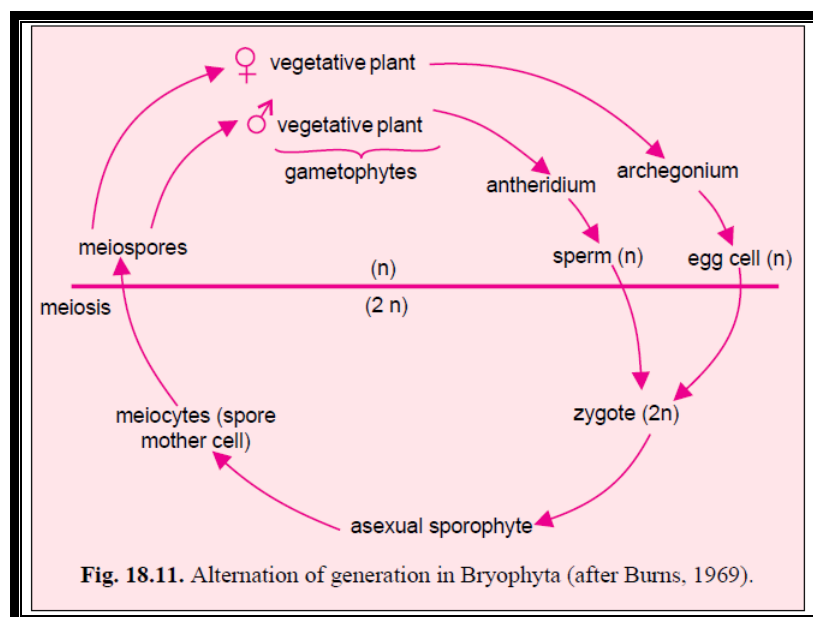 ♀ vegetative plant
♂ vegetative plant
gametophytes
antheridium
archegonium
meiospores
sperm (n)
egg cell (n)
(n)
meiosis
(2 n)
meiocytes (spore
mother cell)
zygote (2n)
asexual sporophyte
Fig. 18.11. Alternation of generation in Bryophyta (after Burns, 1969).